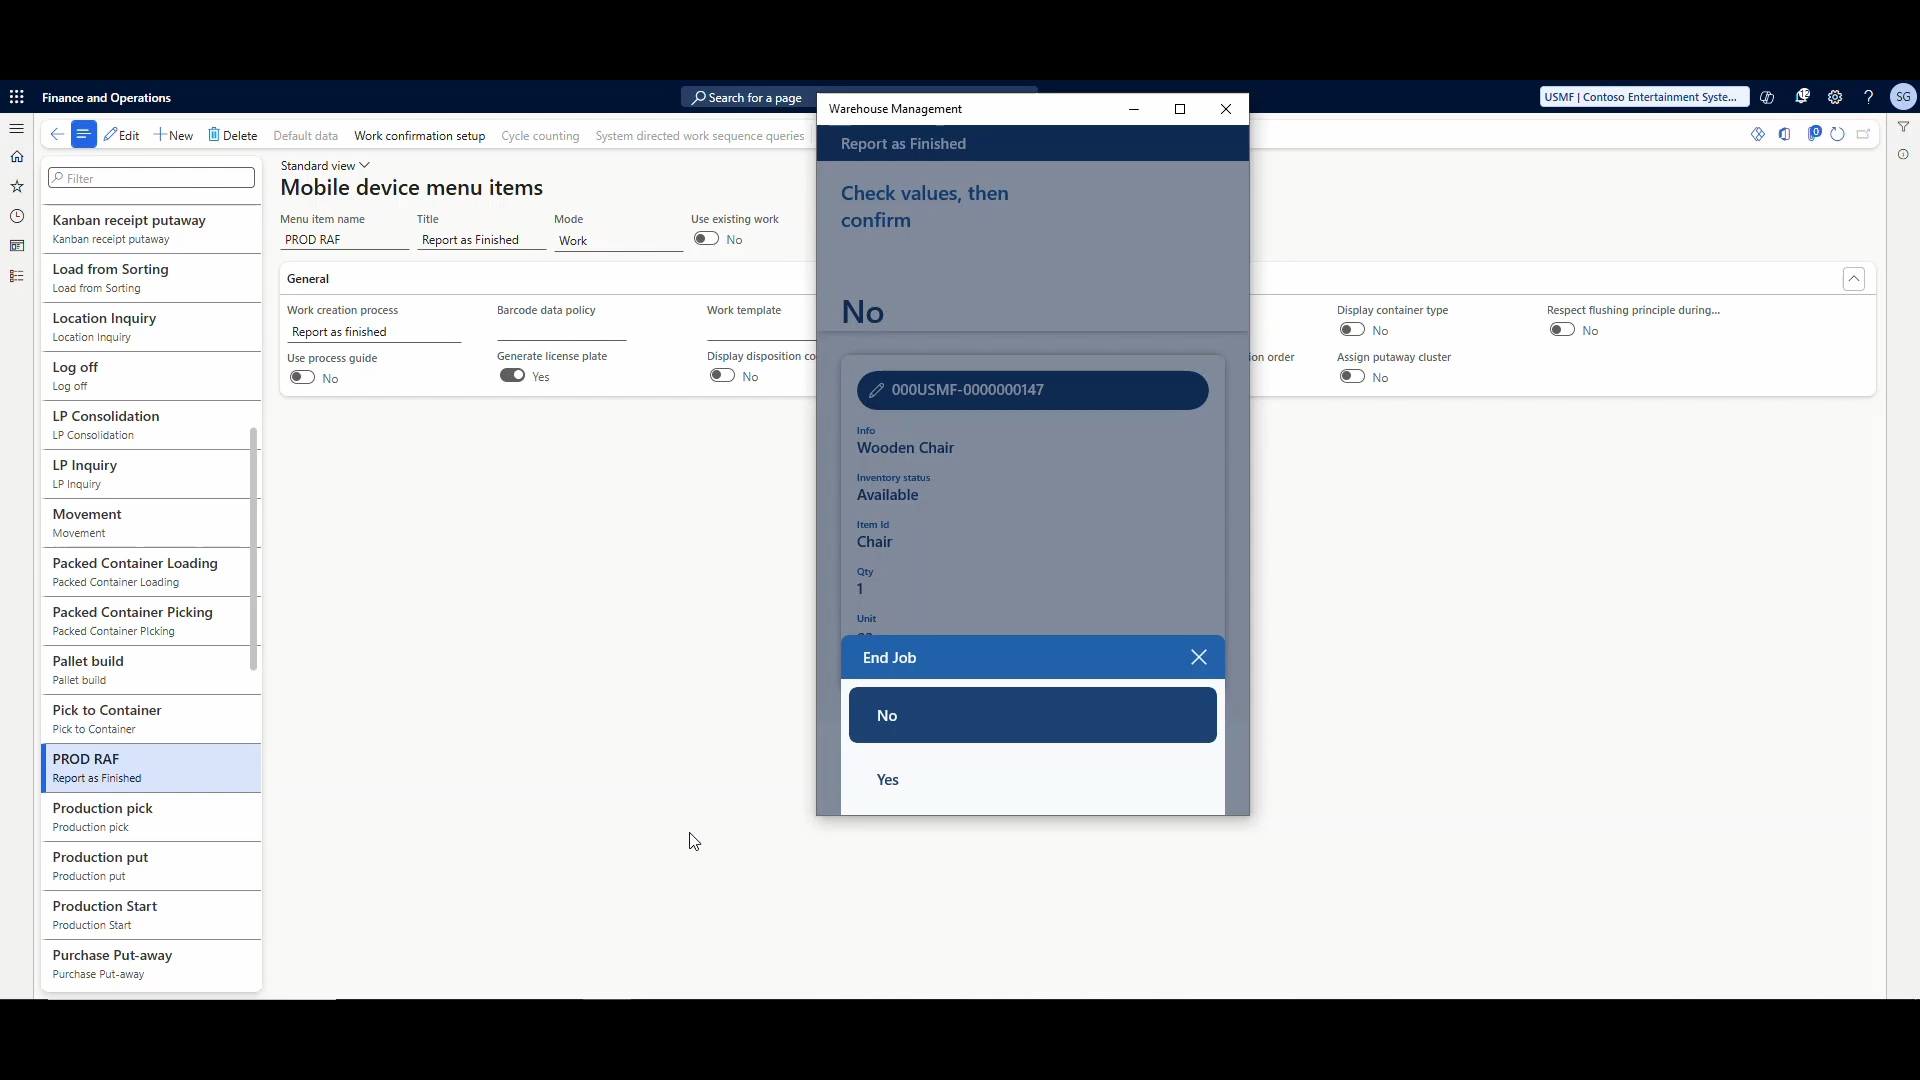 Finance and Operations
Search for a page
USMF | Contoso Entertainment Syste...
12
SG
Edit
New
Delete
Default data
Work confirmation setup
Cycle counting
System directed work sequence queries
0
Filter
Kanban receipt putaway
Kanban receipt putaway
Load from Sorting
Load from Sorting
Location Inquiry
Location Inquiry
Log off
Log off
LP Consolidation
LP Consolidation
LP Inquiry
LP Inquiry
Movement
Movement
Packed Container Loading
Packed Container Loading
Packed Container Picking
Packed Container PIcking
Pallet build
Pallet build
Pick to Container
Pick to Container
PROD RAF
Report as Finished
Production pick
Production pick
Production put
Production put
Production Start
Production Start
Purchase Put-away
Purchase Put-away
Standard view
Mobile device menu items
Menu item name
Title
Mode
Use existing work
PROD RAF
Report as Finished
Work
No
General
Work creation process
Barcode data policy
Work template
Display container type
Respect flushing principle during...
Report as finished
No
No
Use process guide
Generate license plate
Display disposition co
ion order
Assign putaway cluster
No
Yes
No
No
Warehouse Management
Report as Finished
Check values, then
confirm
No
000USMF-0000000147
Info
Wooden Chair
Inventory status
Available
Item Id
Chair
Qty
1
Unit
End Job
No
Yes